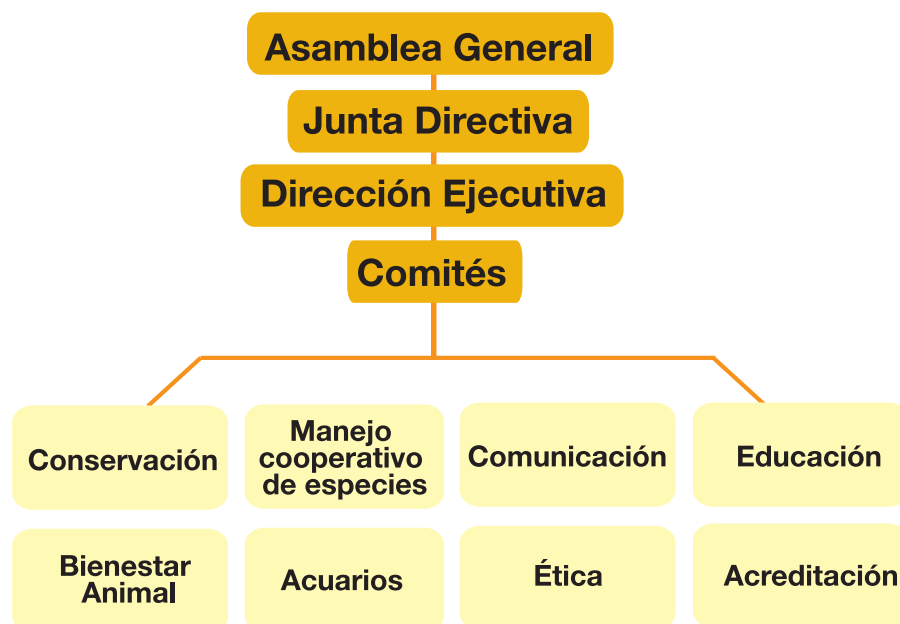 Asamblea General
Junta Directiva
Dirección Ejecutiva
Comités
Conservación
Manejo
cooperativo
de especies
Comunicación
Educación
Bienestar
Animal
Acuarios
Ética
Acreditación